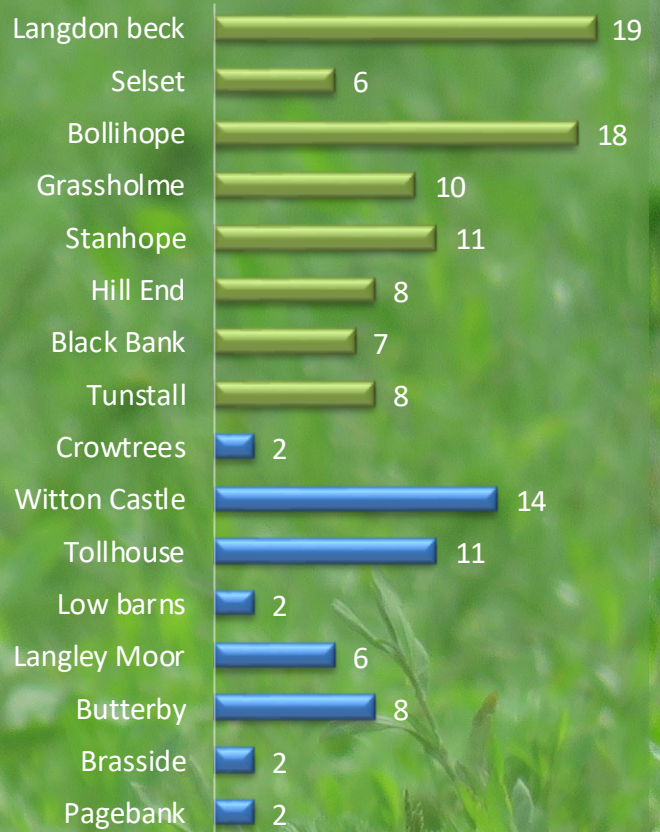 Langdon beck 19
Selset 6
Bollihope 18
Grassholme 10
Stanhope 11
Hill End 8
Black Bank 7
Tunstall 8
Crowtrees 2
Witton Castle 14
Tollhouse 11
Low barns 2
Langley Moor 6
Butterby 8
Brasside 2
Pagebank 2